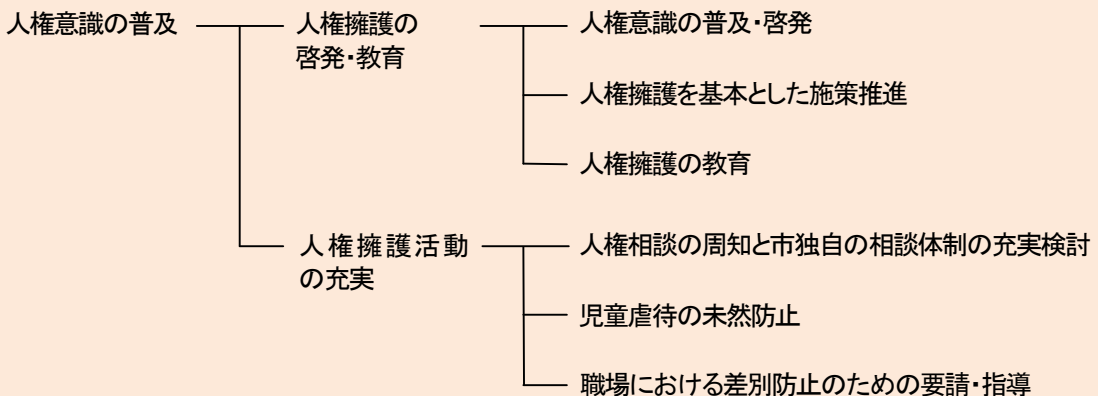 人権意識の普及
人権擁護の
啓発・教育
人権意識の普及・啓発
人権擁護を基本とした施策推進
人権擁護の教育
人権擁護活動
の充実
人権相談の周知と市独自の相談体制の充実検討
児童虐待の未然防止
職場における差別防止のための要請・指導